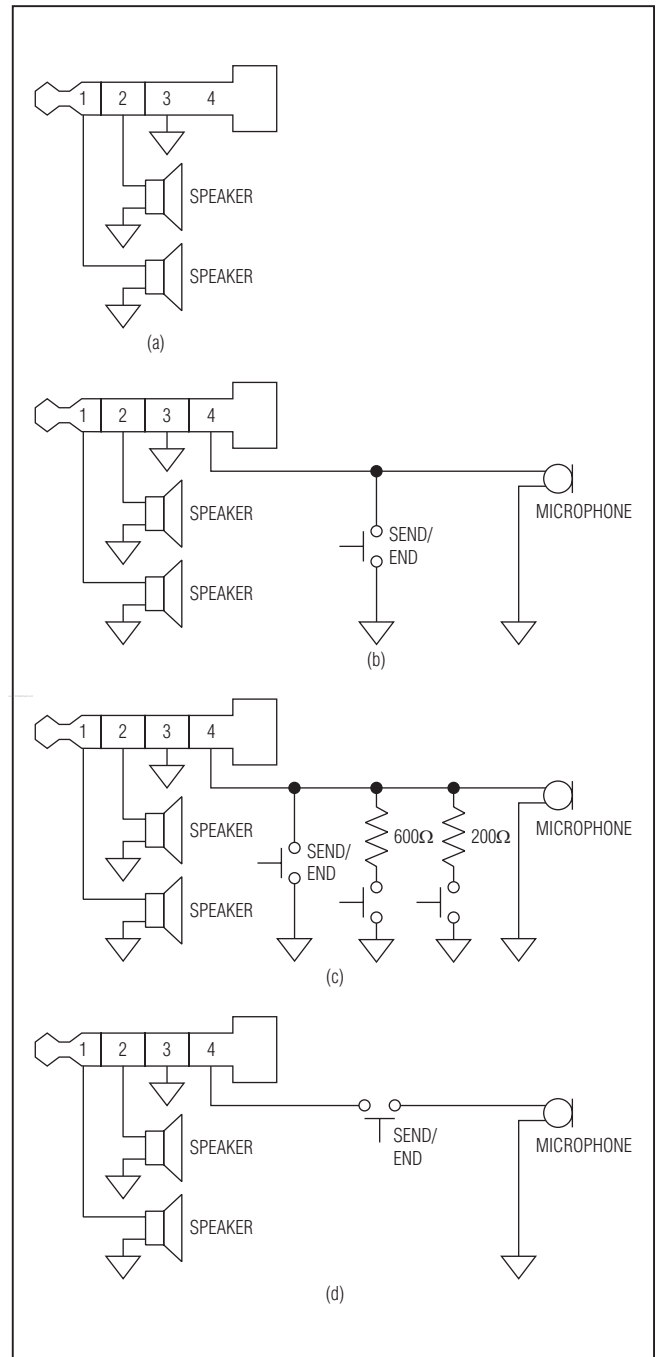 1 2 3 4
SPEAKER
SPEAKER
(a)
1 2 3 4
SPEAKER
SEND/
END
MICROPHONE
SPEAKER
(b)
1 2 3 4
SPEAKER
SEND/
END
600Ω 200Ω
MICROPHONE
SPEAKER
(c)
1 2 3 4
SPEAKER
SEND/
END
MICROPHONE
SPEAKER
(d)